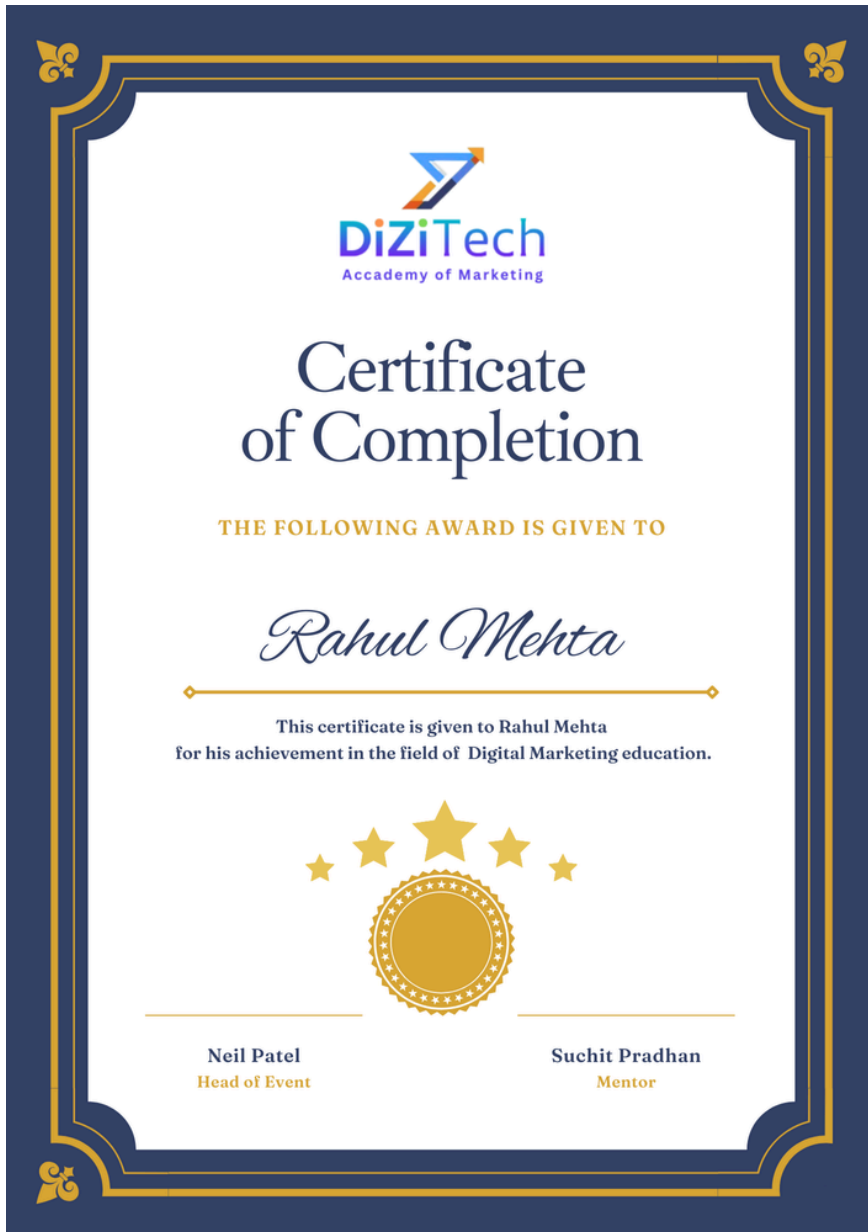 DiZiTech
Accademy of Marketing
Certificate
of Completion
THE FOLLOWING AWARD IS GIVEN TO
Rahul Mehta
This certificate is given to Rahul Mehta
for his achievement in the field of Digital Marketing education.
Neil Patel
Head of Event
Suchit Pradhan
Mentor